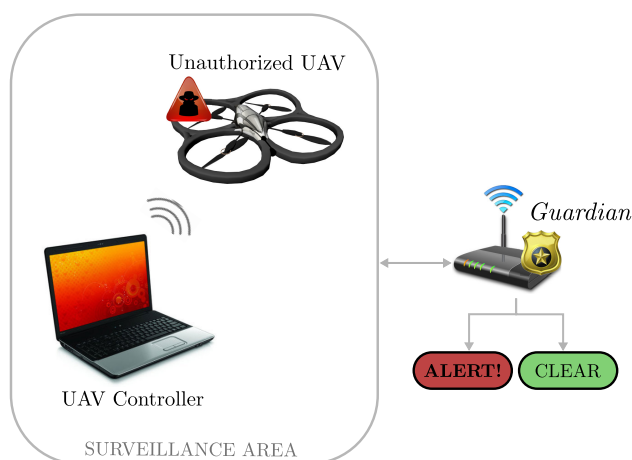 Unauthorized UAV
Guardian
ALERT!
CLEAR
UAV Controller
SURVEILLANCE AREA